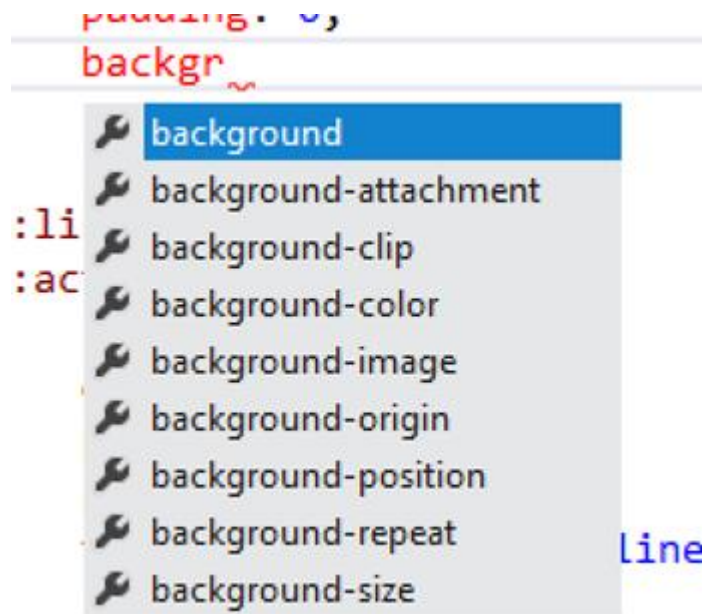 padding: 0;
backgr
background
background-attachment
:li
background-clip
:ac
background-color
background-image
background-origin
background-position
background-repeat
line
background-size